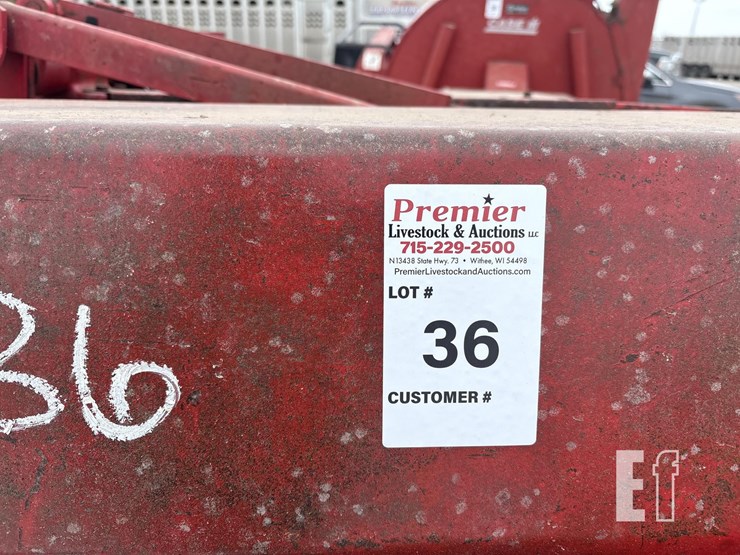 Premier
Livestock & Auctions LLC
715-229-2500
N13438 State Hwy. 73 • Withee, WI 54498
PremierLivestockandAuctions.com
LOT #
36
CUSTOMER #
36
Ef